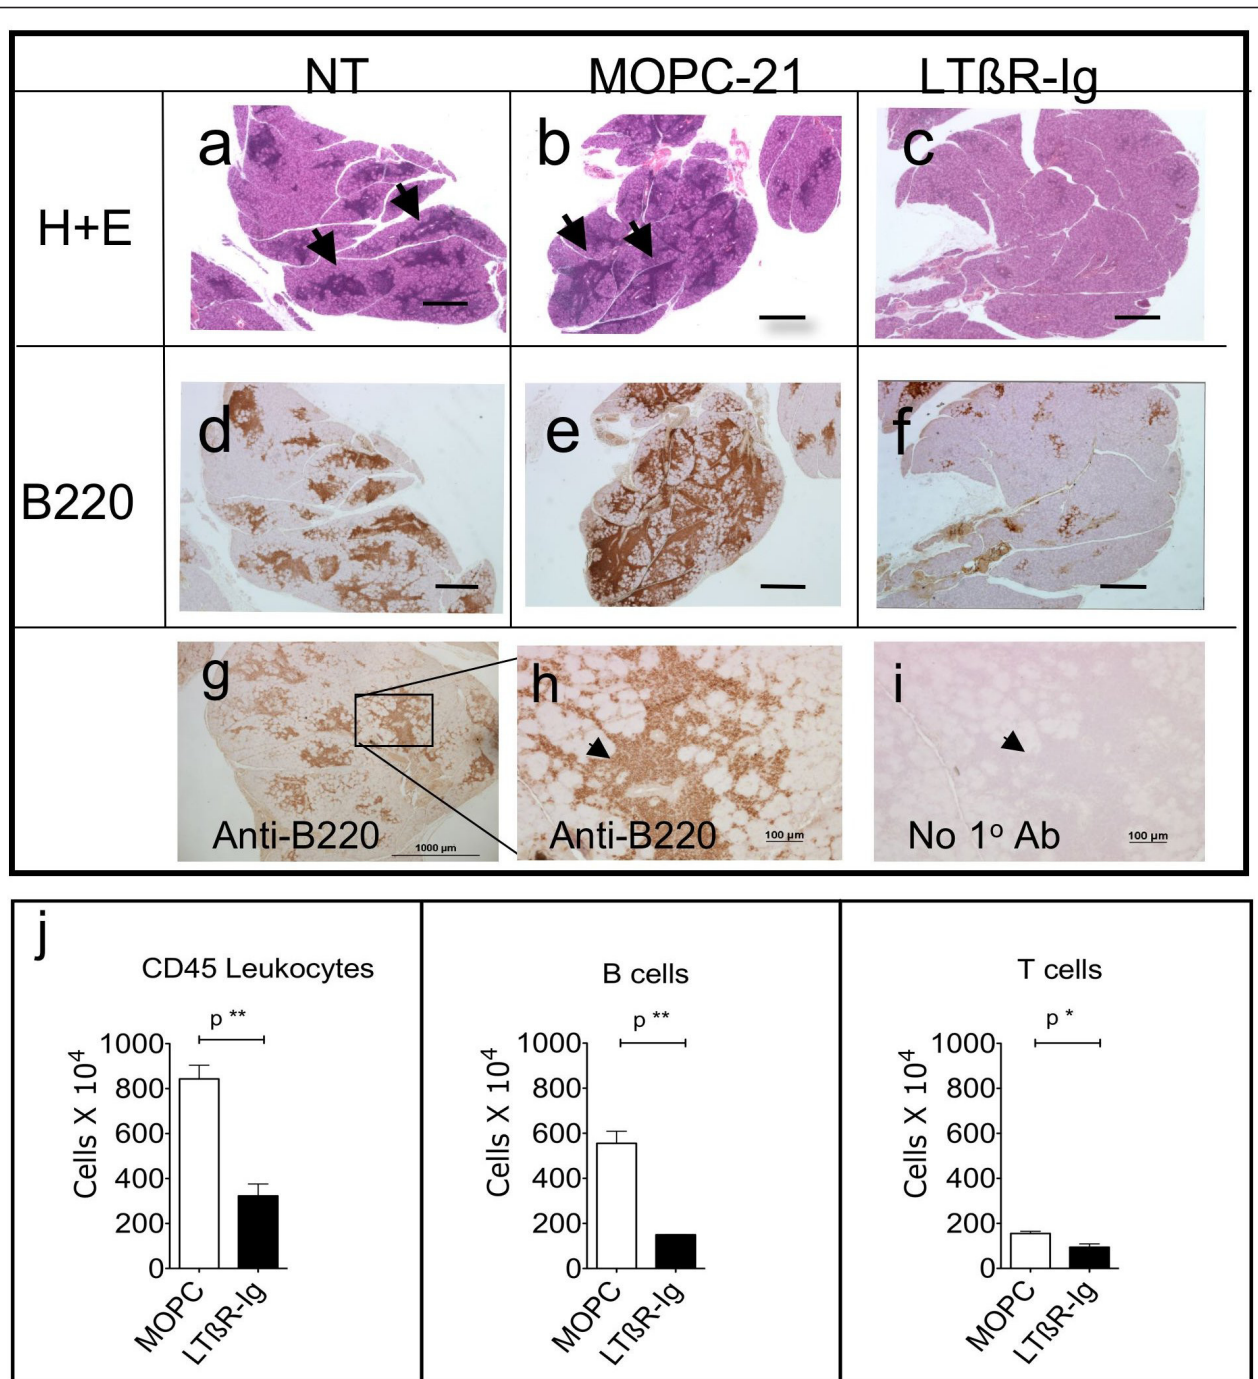 NT MOPC-21 LTßR-Ig
H+E a b c
B220 d e f
g h i
Anti-B220 1000 µm Anti-B220 100 µm No 1º Ab 100 µm
j
CD45 Leukocytes B cells T cells
p ** p ** p *
Cells X 10⁴ Cells X 10⁴ Cells X 10⁴
1000 1000 1000
800 800 800
600 600 600
400 400 400
200 200 200
0 0 0
MOPC LTßR-Ig MOPC LTßR-Ig MOPC LTßR-Ig